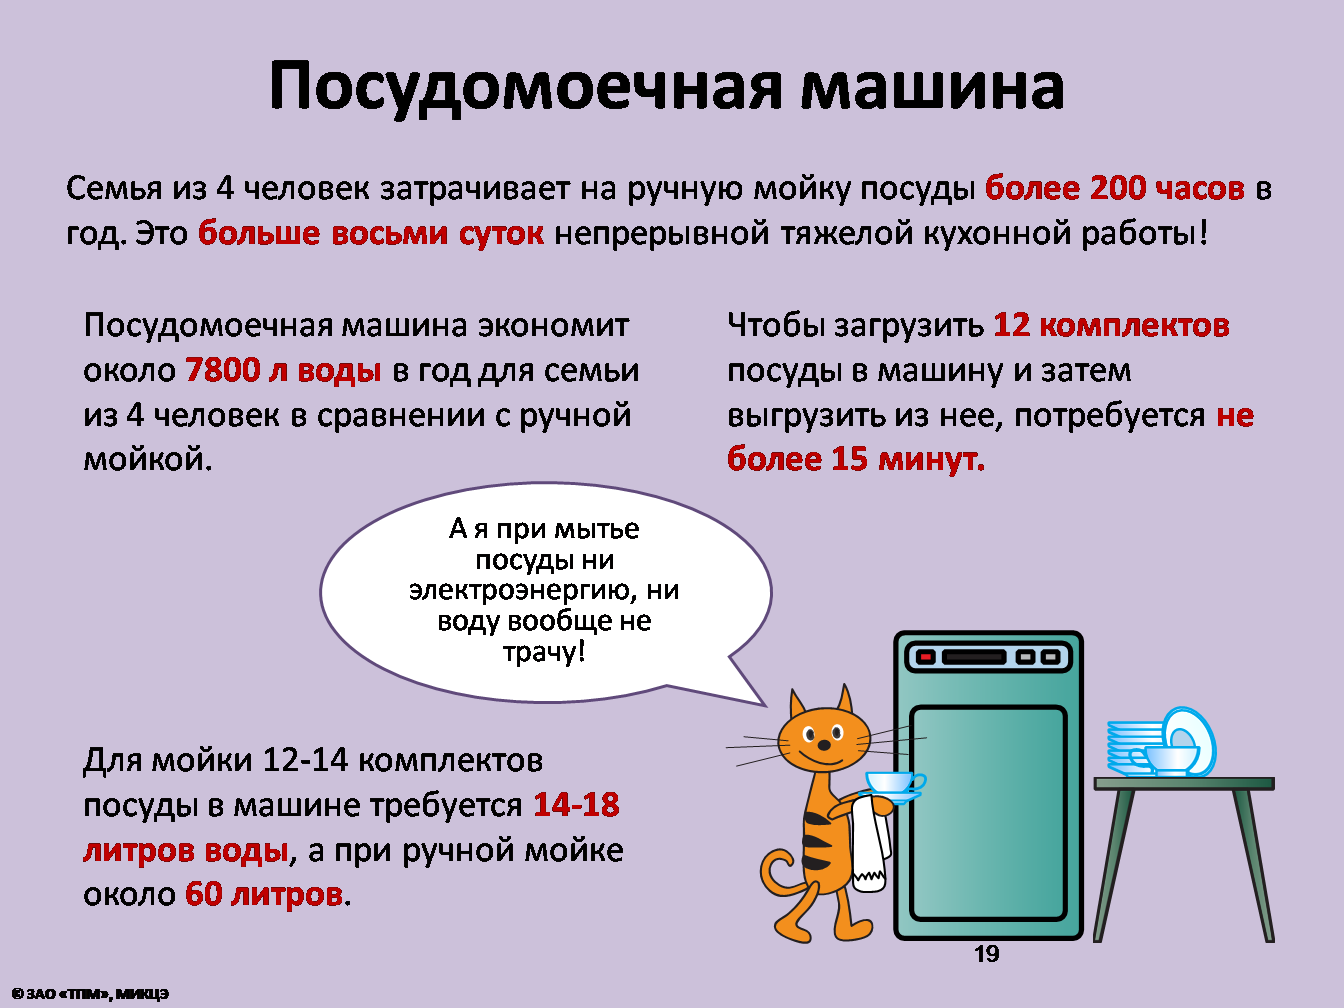 Посудомоечная машина
Семья из 4 человек затрачивает на ручную мойку посуды более 200 часов в
год. Это больше восьми суток непрерывной тяжелой кухонной работы!
Посудомоечная машина экономит
около 7800 л воды в год для семьи
из 4 человек в сравнении с ручной
мойкой.
Чтобы загрузить 12 комплектов
посуды в машину и затем
выгрузить из нее, потребуется не
более 15 минут.
А я при мытье
посуды ни
электроэнергию, ни
воду вообще не
трачу!
Для мойки 12-14 комплектов
посуды в машине требуется 14-18
литров воды, а при ручной мойке
около 60 литров.
19
© ЗАО «ТПМ», МИКЦЭ